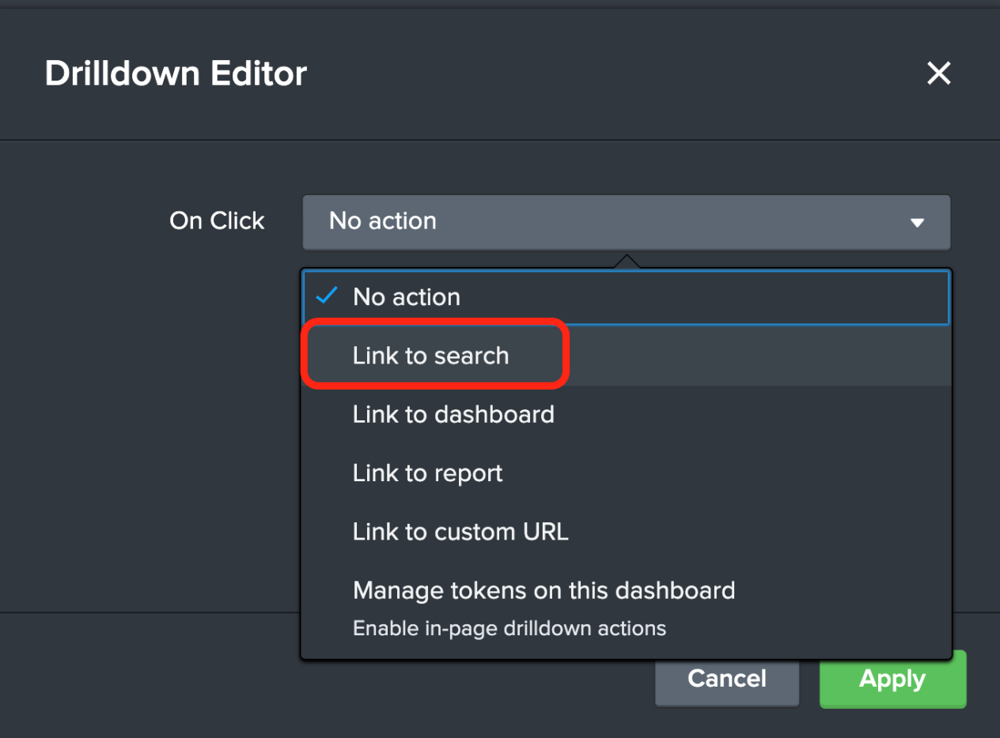 Drilldown Editor
On Click
No action
No action
Link to search
Link to dashboard
Link to report
Link to custom URL
Manage tokens on this dashboard
Enable in-page drilldown actions
Cancel
Apply